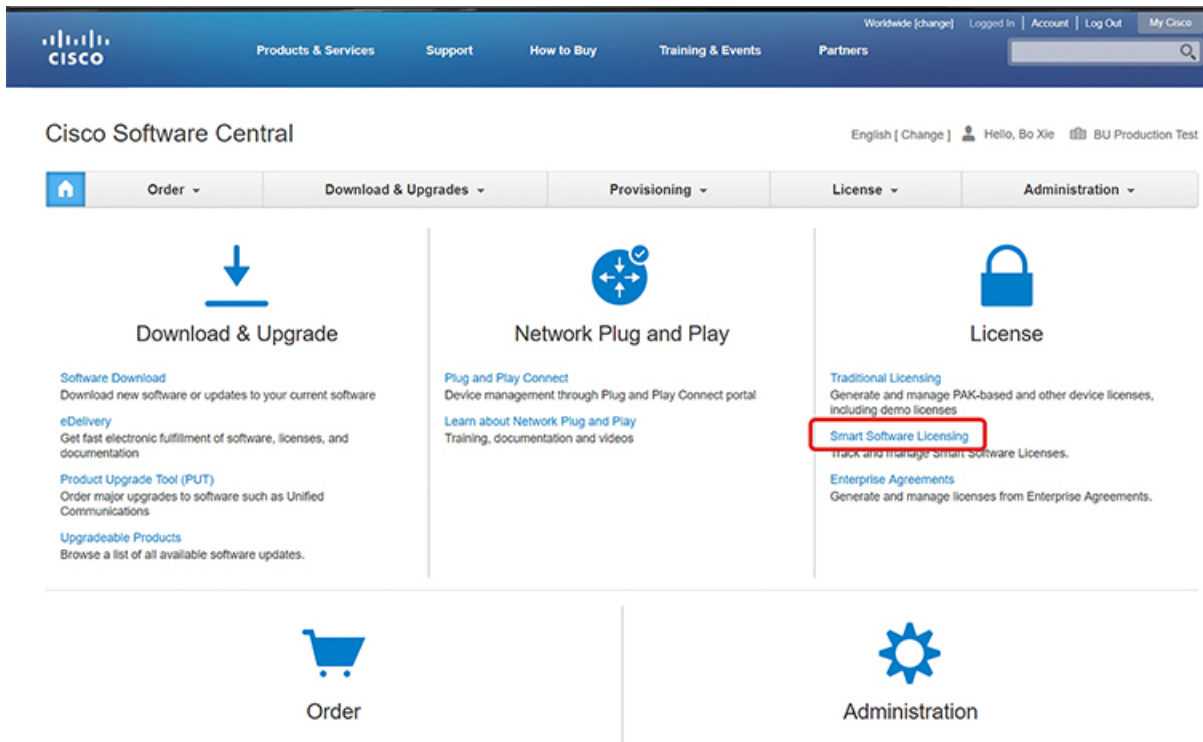 Worldwide [change] Logged In | Account | Log Out My Cisco
CISCO
Products & Services Support How to Buy Training & Events Partners
Cisco Software Central
English [ Change ] Hello, Bo Xie BU Production Test
Order Download & Upgrades Provisioning License Administration
Download & Upgrade
Software Download
Download new software or updates to your current software
eDelivery
Get fast electronic fulfillment of software, licenses, and
documentation
Product Upgrade Tool (PUT)
Order major upgrades to software such as Unified
Communications
Upgradeable Products
Browse a list of all available software updates.
Network Plug and Play
Plug and Play Connect
Device management through Plug and Play Connect portal
Learn about Network Plug and Play
Training, documentation and videos
License
Traditional Licensing
Generate and manage PAK-based and other device licenses,
including demo licenses
Smart Software Licensing
Track and manage Smart Software Licenses.
Enterprise Agreements
Generate and manage licenses from Enterprise Agreements.
Order
Administration